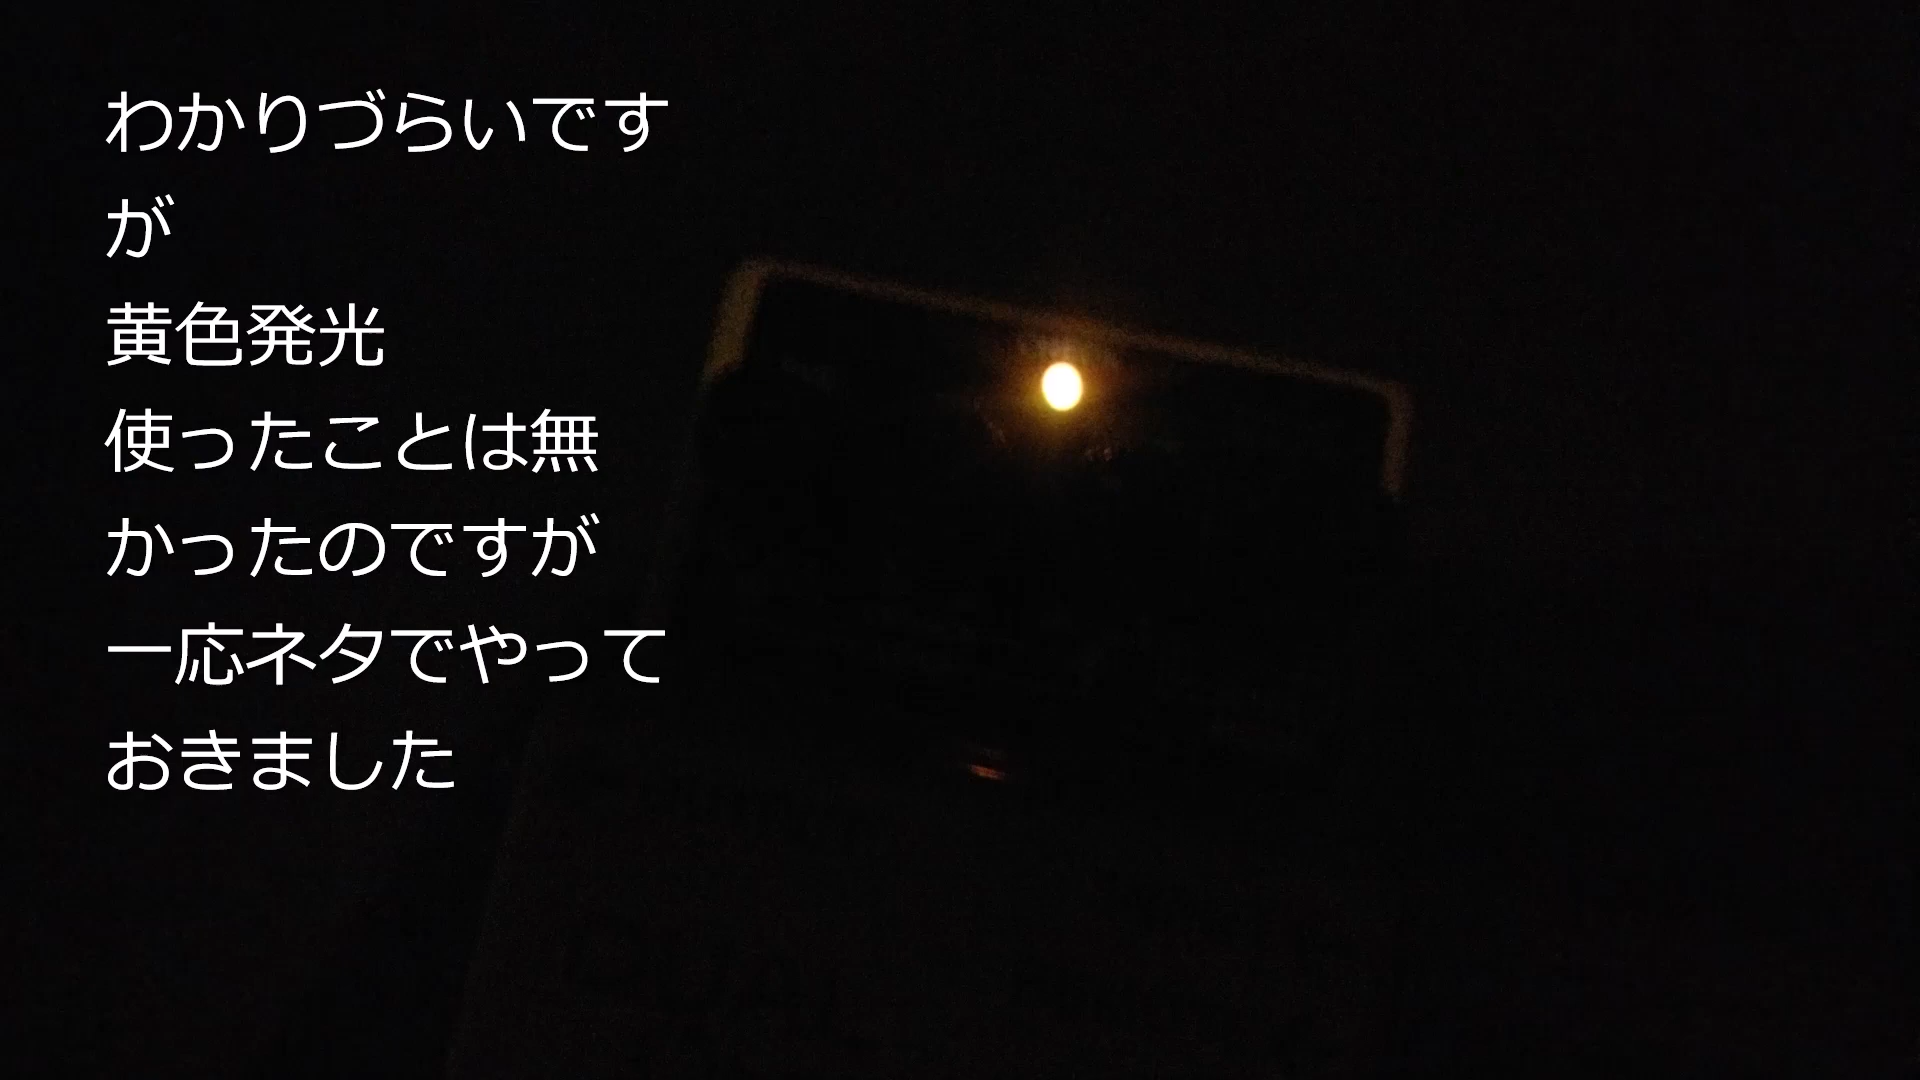 わかりづらいです
が
黄色発光
使ったことは無
かったのですが
一応ネタでやって
おきました